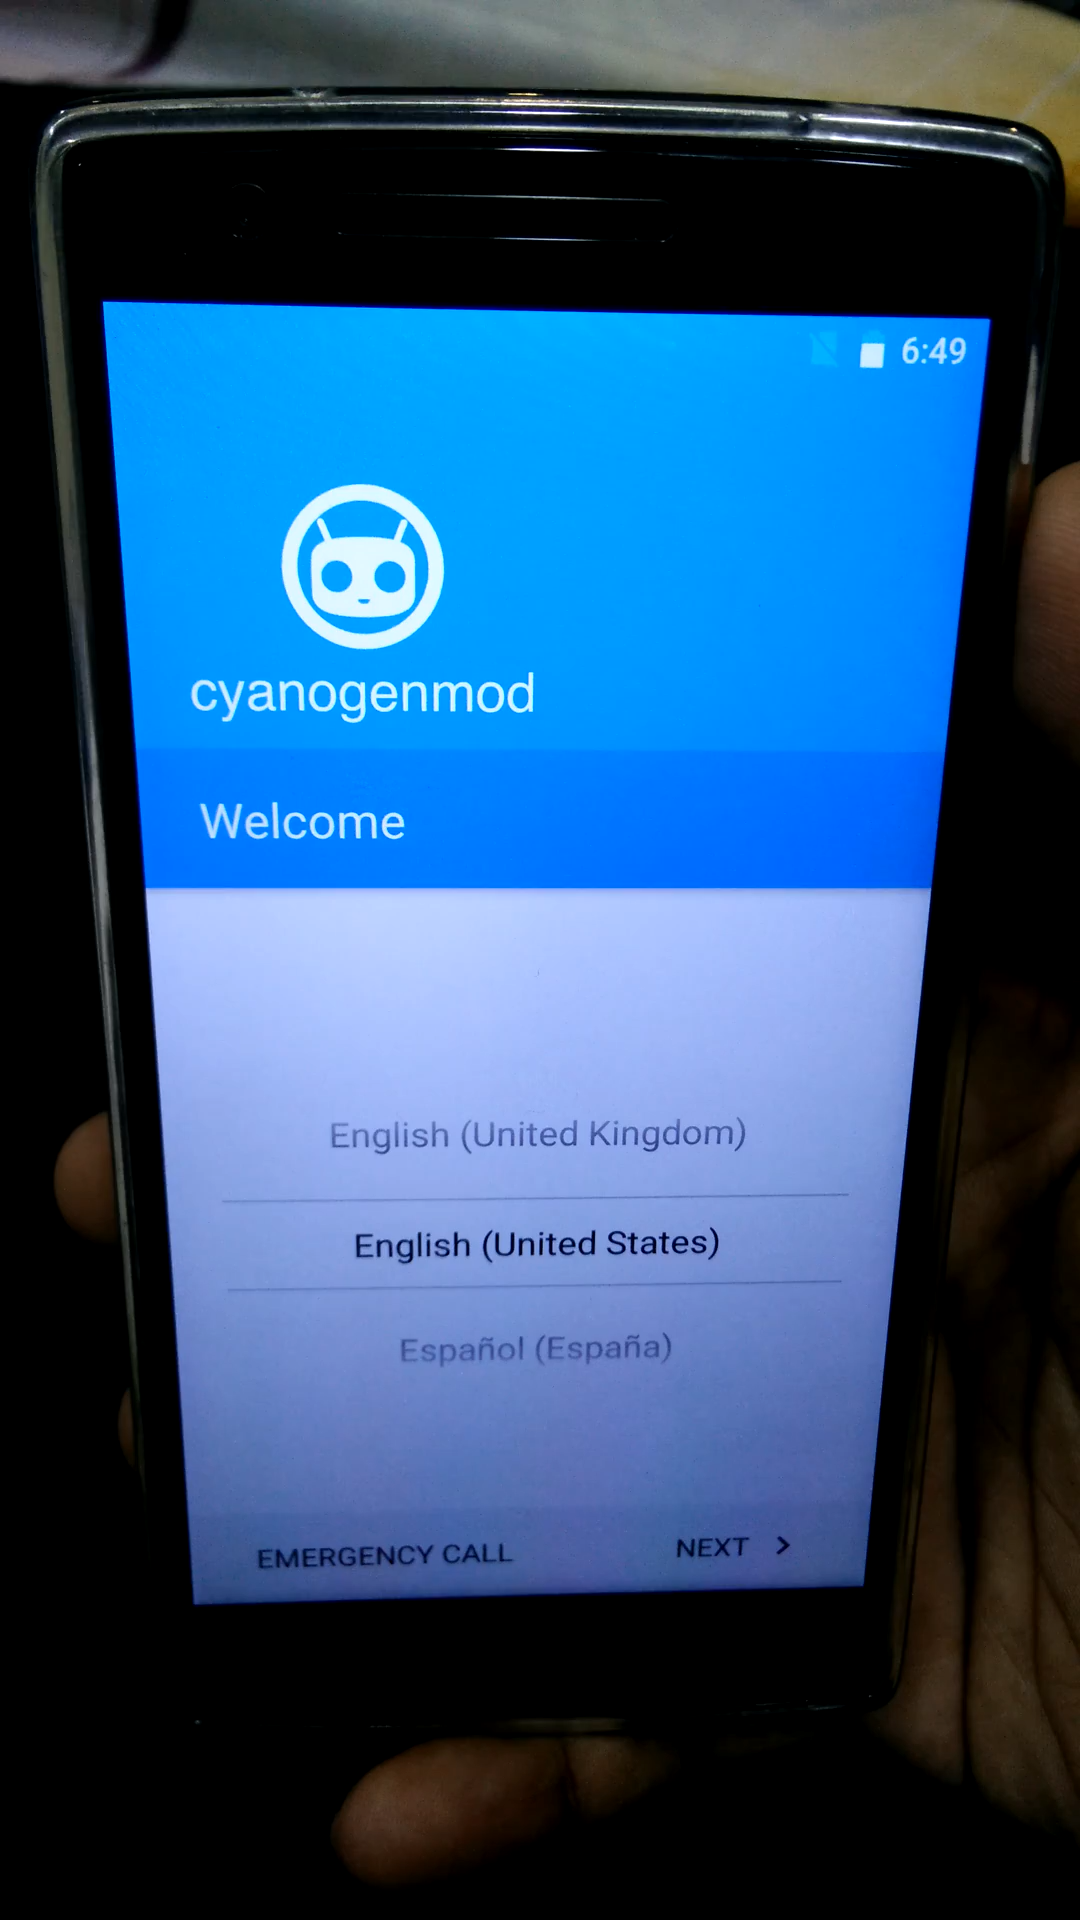 6:49
cyanogenmod
Welcome
English (United Kingdom)
English (United States)
Español (España)
EMERGENCY CALL
NEXT